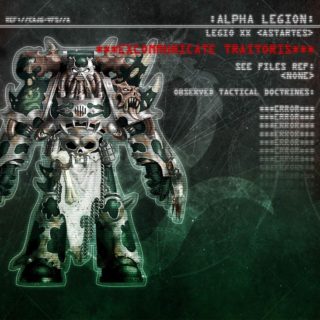 :ALPHA LEGION:
LEGIO XX <ASTARTES>
***EXCOMMUNICATE TRAITORIS***
SEE FILES REF:
<NONE>
OBSERVED TACTICAL DOCTRINES:
***ERROR***
***ERROR***
***ERROR***
***ERROR***
***ERROR***
***ERROR***
***ERROR***